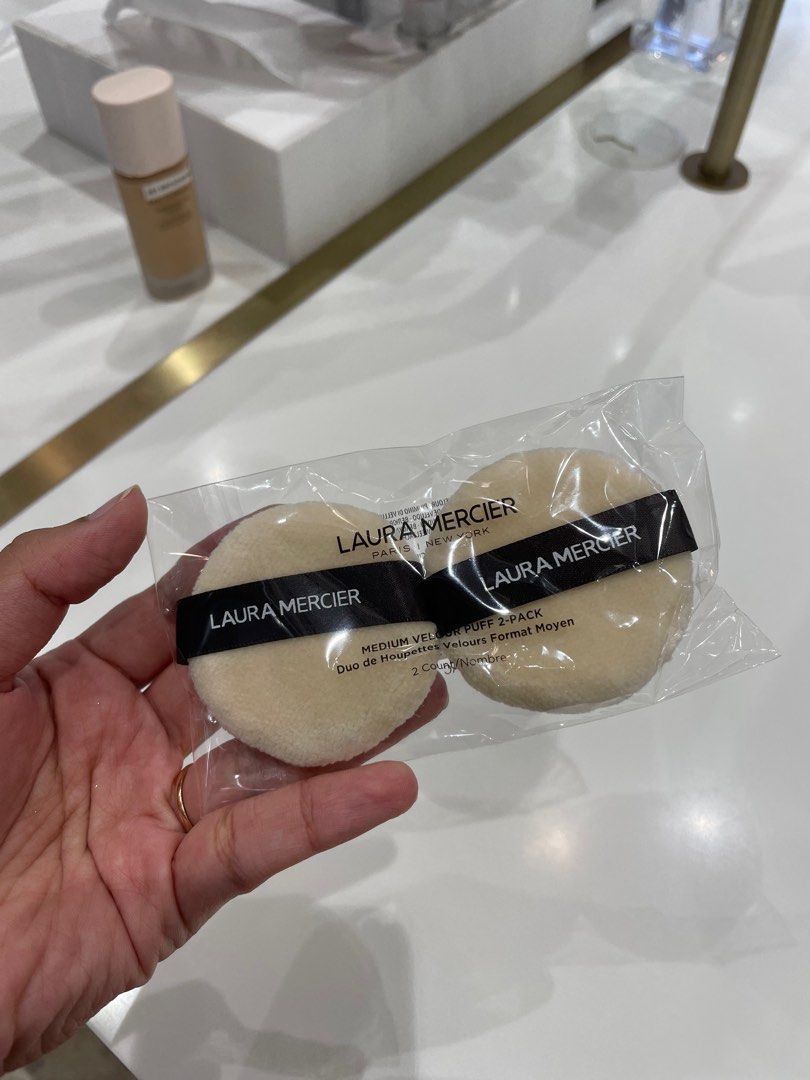 LAURA MERCIER
PARIS | NEW YORK
LAURA MERCIER
LAURA MERCIER
MEDIUM VELOUR PUFF 2-PACK
Duo de Houpettes Velours Format Moyen
2 Count/Nombre